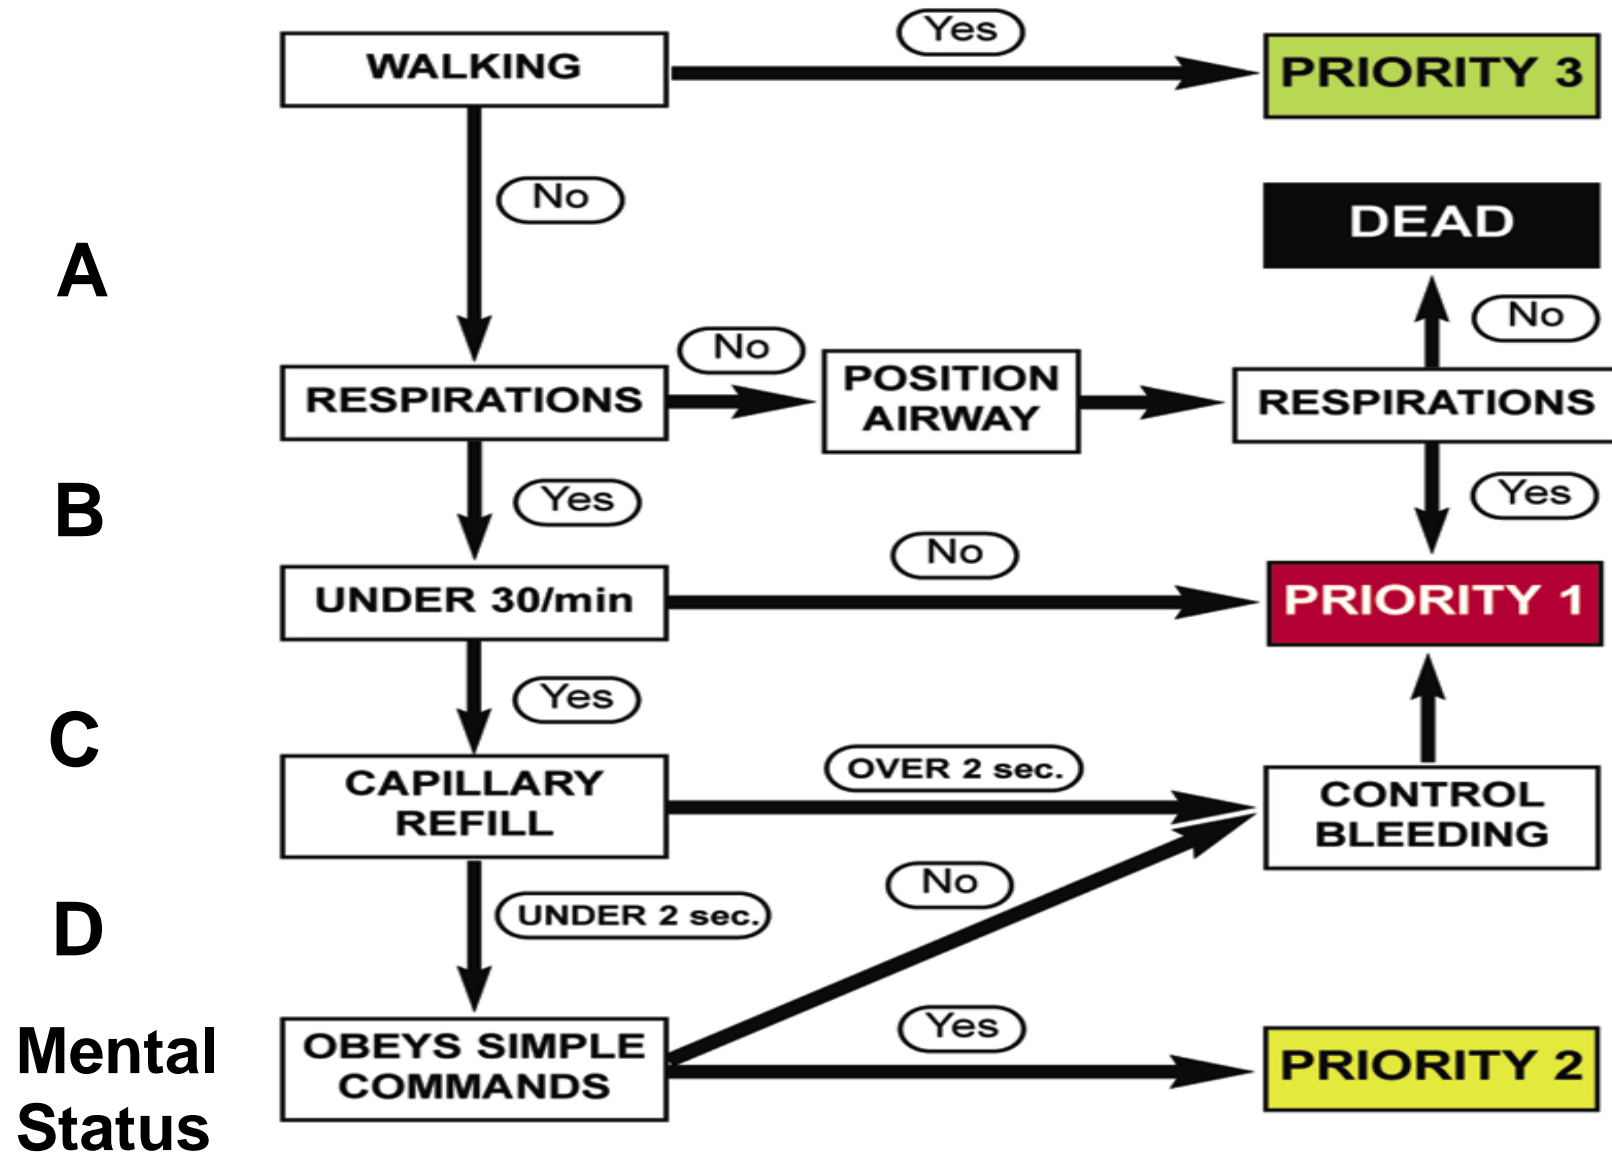 WALKING
Yes
PRIORITY 3
No
DEAD
A
No
No
RESPIRATIONS
POSITION
AIRWAY
RESPIRATIONS
B
Yes
Yes
No
UNDER 30/min
PRIORITY 1
Yes
C
CAPILLARY
REFILL
OVER 2 sec.
CONTROL
BLEEDING
No
D
UNDER 2 sec.
Mental
Status
OBEYS SIMPLE
COMMANDS
Yes
PRIORITY 2